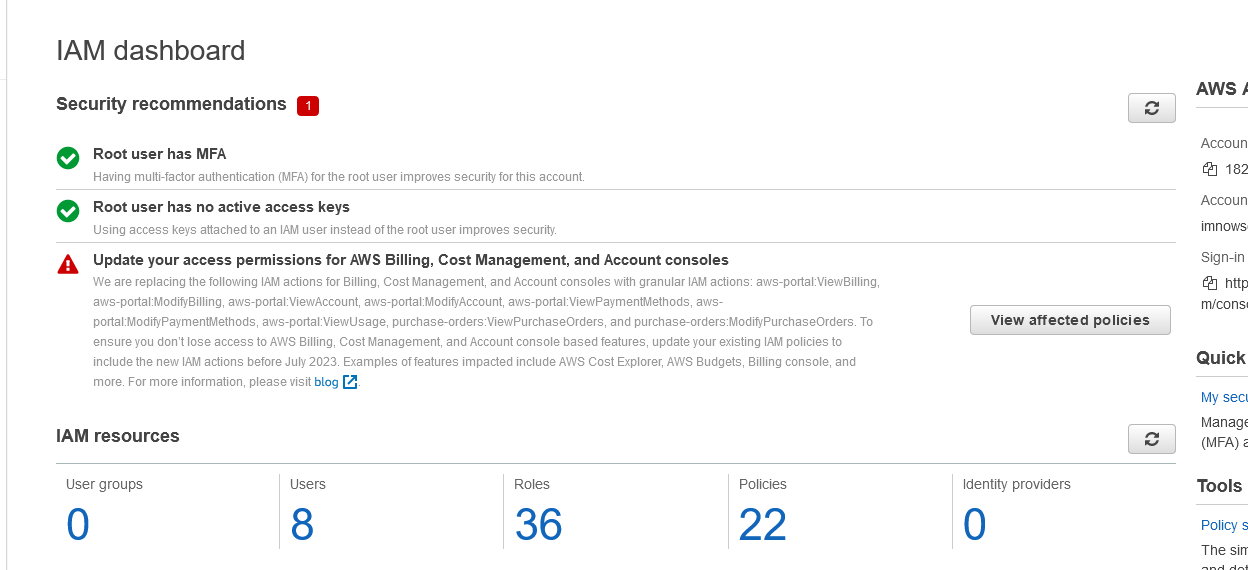 IAM dashboard
Security recommendations 1
Root user has MFA
Having multi-factor authentication (MFA) for the root user improves security for this account.
Root user has no active access keys
Using access keys attached to an IAM user instead of the root user improves security.
Update your access permissions for AWS Billing, Cost Management, and Account consoles
We are replacing the following IAM actions for Billing, Cost Management, and Account consoles with granular IAM actions: aws-portal:ViewBilling,
aws-portal:ModifyBilling, aws-portal:ViewAccount, aws-portal:ModifyAccount, aws-portal:ViewPaymentMethods, aws-
portal:ModifyPaymentMethods, aws-portal:ViewUsage, purchase-orders:ViewPurchaseOrders, and purchase-orders:ModifyPurchaseOrders. To
ensure you don't lose access to AWS Billing, Cost Management, and Account console based features, update your existing IAM policies to
include the new IAM actions before July 2023. Examples of features impacted include AWS Cost Explorer, AWS Budgets, Billing console, and
more. For more information, please visit blog.
View affected policies
IAM resources
User groups
0
Users
8
Roles
36
Policies
22
Identity providers
0
AWS A
Accoun
182
Accoun
imnows
Sign-in
http
m/conso
Quick
My secu
Manage
(MFA) a
Tools
Policy s
The sim